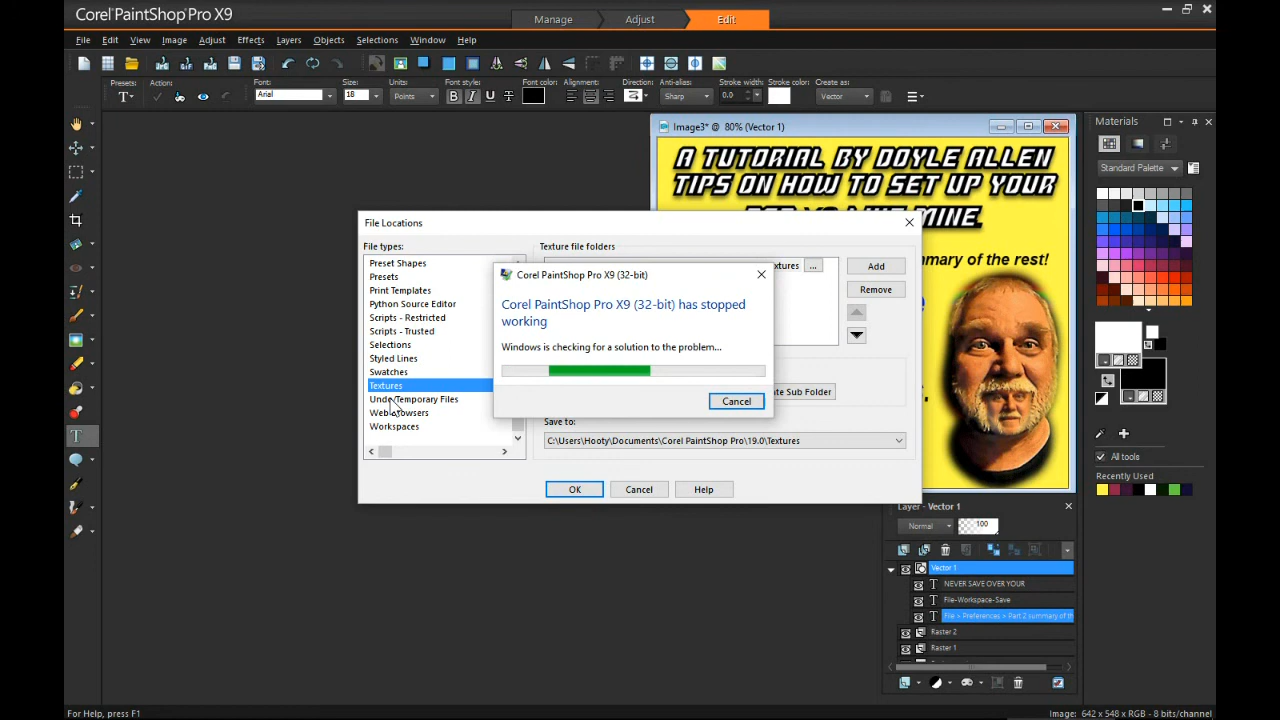 Corel PaintShop Pro X9
Manage
Adjust
Edit
File Edit View Image Adjust Effects Layers Objects Selections Window Help
Presets: Action: Font: Size: Units: Font style: Font color: Alignment: Direction: Anti-alias: Stroke width: Stroke color: Create as:
Arial 18 Points B I U S Sharp 0.0 Vector
Image3* @ 80% (Vector 1)
A TUTORIAL BY DOYLE ALLEN
TIPS ON HOW TO SET UP YOUR
MINE.
mary of the rest!
File Locations
File types:
Preset Shapes
Presets
Print Templates
Python Source Editor
Scripts - Restricted
Scripts - Trusted
Selections
Styled Lines
Swatches
Textures
Undo/Temporary Files
Web Browsers
Workspaces
Texture file folders
xtures ...
Add
Remove
Corel PaintShop Pro X9 (32-bit)
Corel PaintShop Pro X9 (32-bit) has stopped
working
Windows is checking for a solution to the problem...
Cancel
te Sub Folder
Save to:
C:\Users\Hooty\Documents\Corel PaintShop Pro\19.0\Textures
OK Cancel Help
Materials
Standard Palette
All tools
Recently Used
Layer - Vector 1
Normal 100
Vector 1
NEVER SAVE OVER YOUR
File-Workspace-Save
File > Preferences > Part 2 summary of th
Raster 2
Raster 1
For Help, press F1
Image: 642 x 548 x RGB - 8 bits/channel